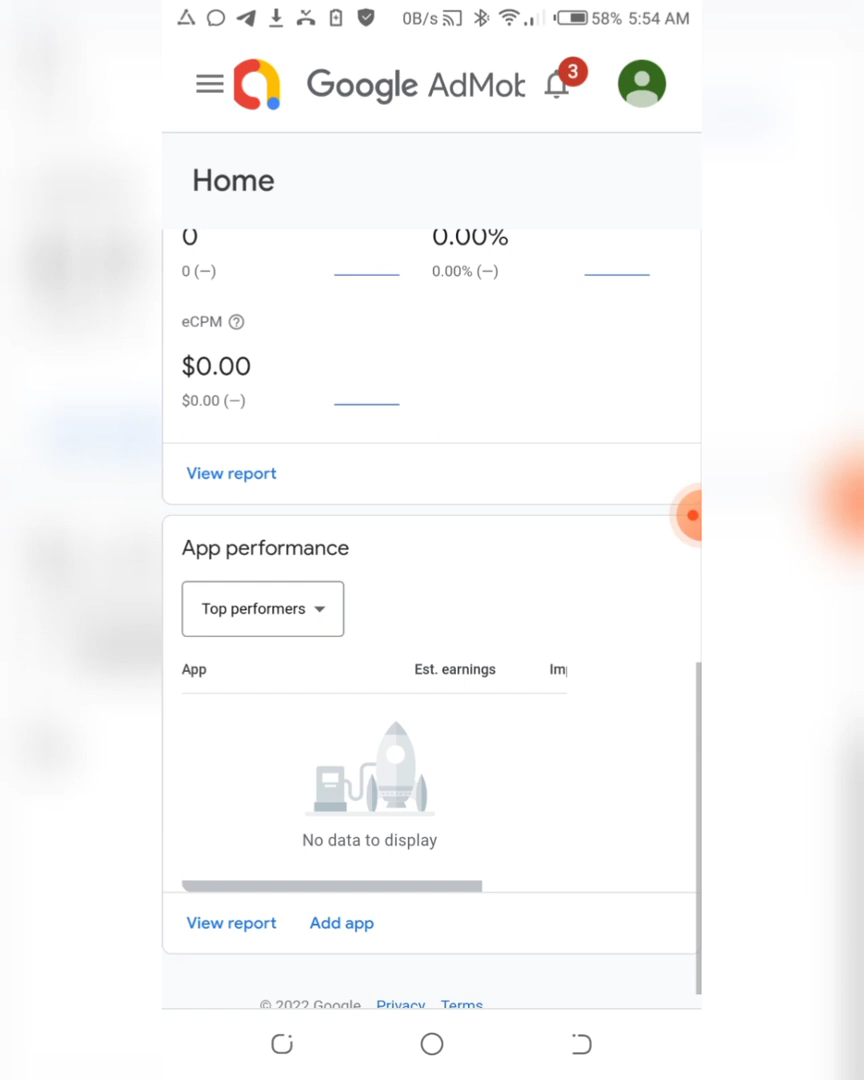 0B/s 58% 5:54 AM
Google AdMob 3
Home
0 0.00%
0 (—) 0.00% (—)
eCPM
$0.00
$0.00 (—)
View report
App performance
Top performers
App Est. earnings Im
No data to display
View report Add app
© 2022 Google Privacy Terms